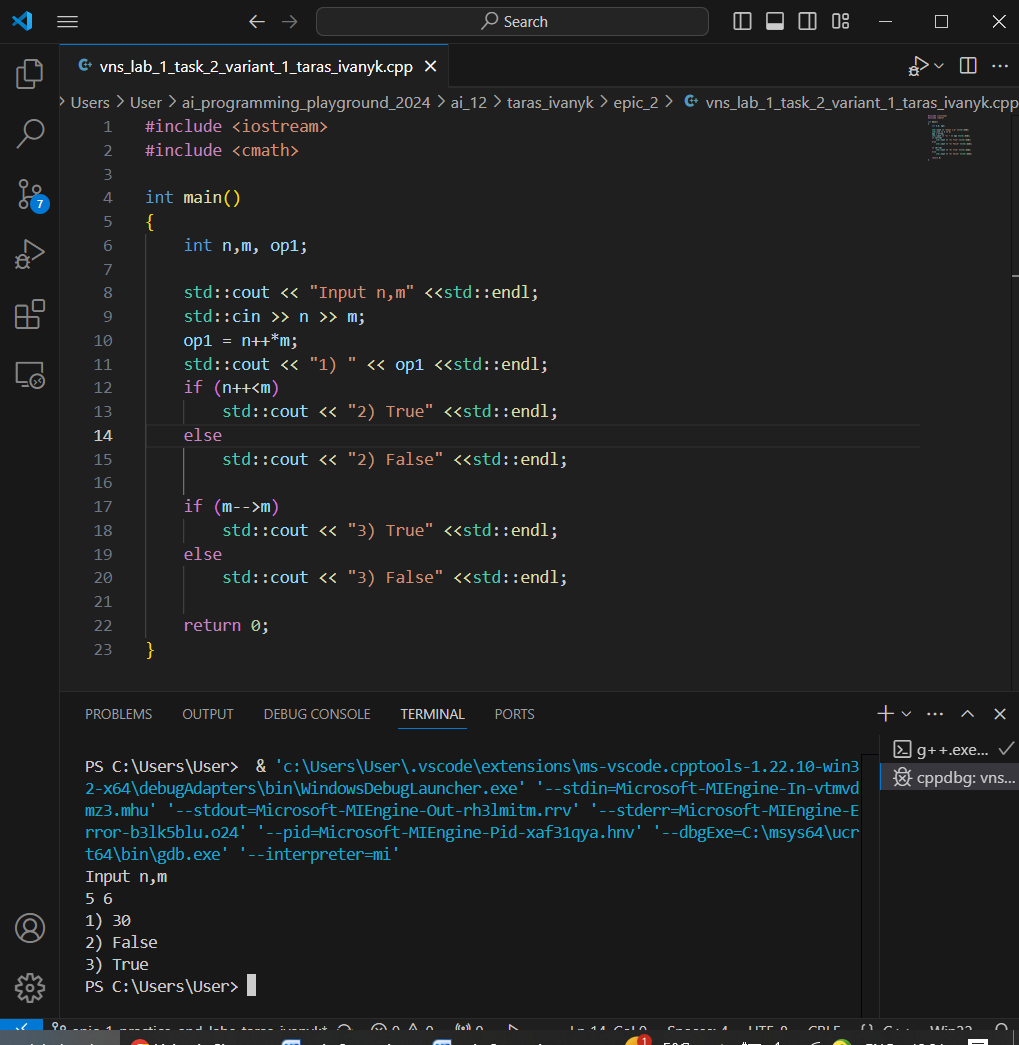 Search
vns_lab_1_task_2_variant_1_taras_ivanyk.cpp
Users > User > ai_programming_playground_2024 > ai_12 > taras_ivanyk > epic_2 > vns_lab_1_task_2_variant_1_taras_ivanyk.cpp
1 #include <iostream>
2 #include <cmath>
3
4 int main()
5 {
6 int n,m, op1;
7
8 std::cout << "Input n,m" <<std::endl;
9 std::cin >> n >> m;
10 op1 = n++*m;
11 std::cout << "1) " << op1 <<std::endl;
12 if (n++<m)
13 std::cout << "2) True" <<std::endl;
14 else
15 std::cout << "2) False" <<std::endl;
16
17 if (m-->m)
18 std::cout << "3) True" <<std::endl;
19 else
20 std::cout << "3) False" <<std::endl;
21
22 return 0;
23 }
7
PROBLEMS OUTPUT DEBUG CONSOLE TERMINAL PORTS
g++.exe...
cppdbg: vns...
PS C:\Users\User>  & 'c:\Users\User\.vscode\extensions\ms-vscode.cpptools-1.22.10-win3
2-x64\debugAdapters\bin\WindowsDebugLauncher.exe' '--stdin=Microsoft-MIEngine-In-vtmvd
mz3.mhu' '--stdout=Microsoft-MIEngine-Out-rh3lmitm.rrv' '--stderr=Microsoft-MIEngine-E
rror-b3lk5blu.o24' '--pid=Microsoft-MIEngine-Pid-xaf31qya.hnv' '--dbgExe=C:\msys64\ucr
t64\bin\gdb.exe' '--interpreter=mi'
Input n,m
5 6
1) 30
2) False
3) True
PS C:\Users\User>